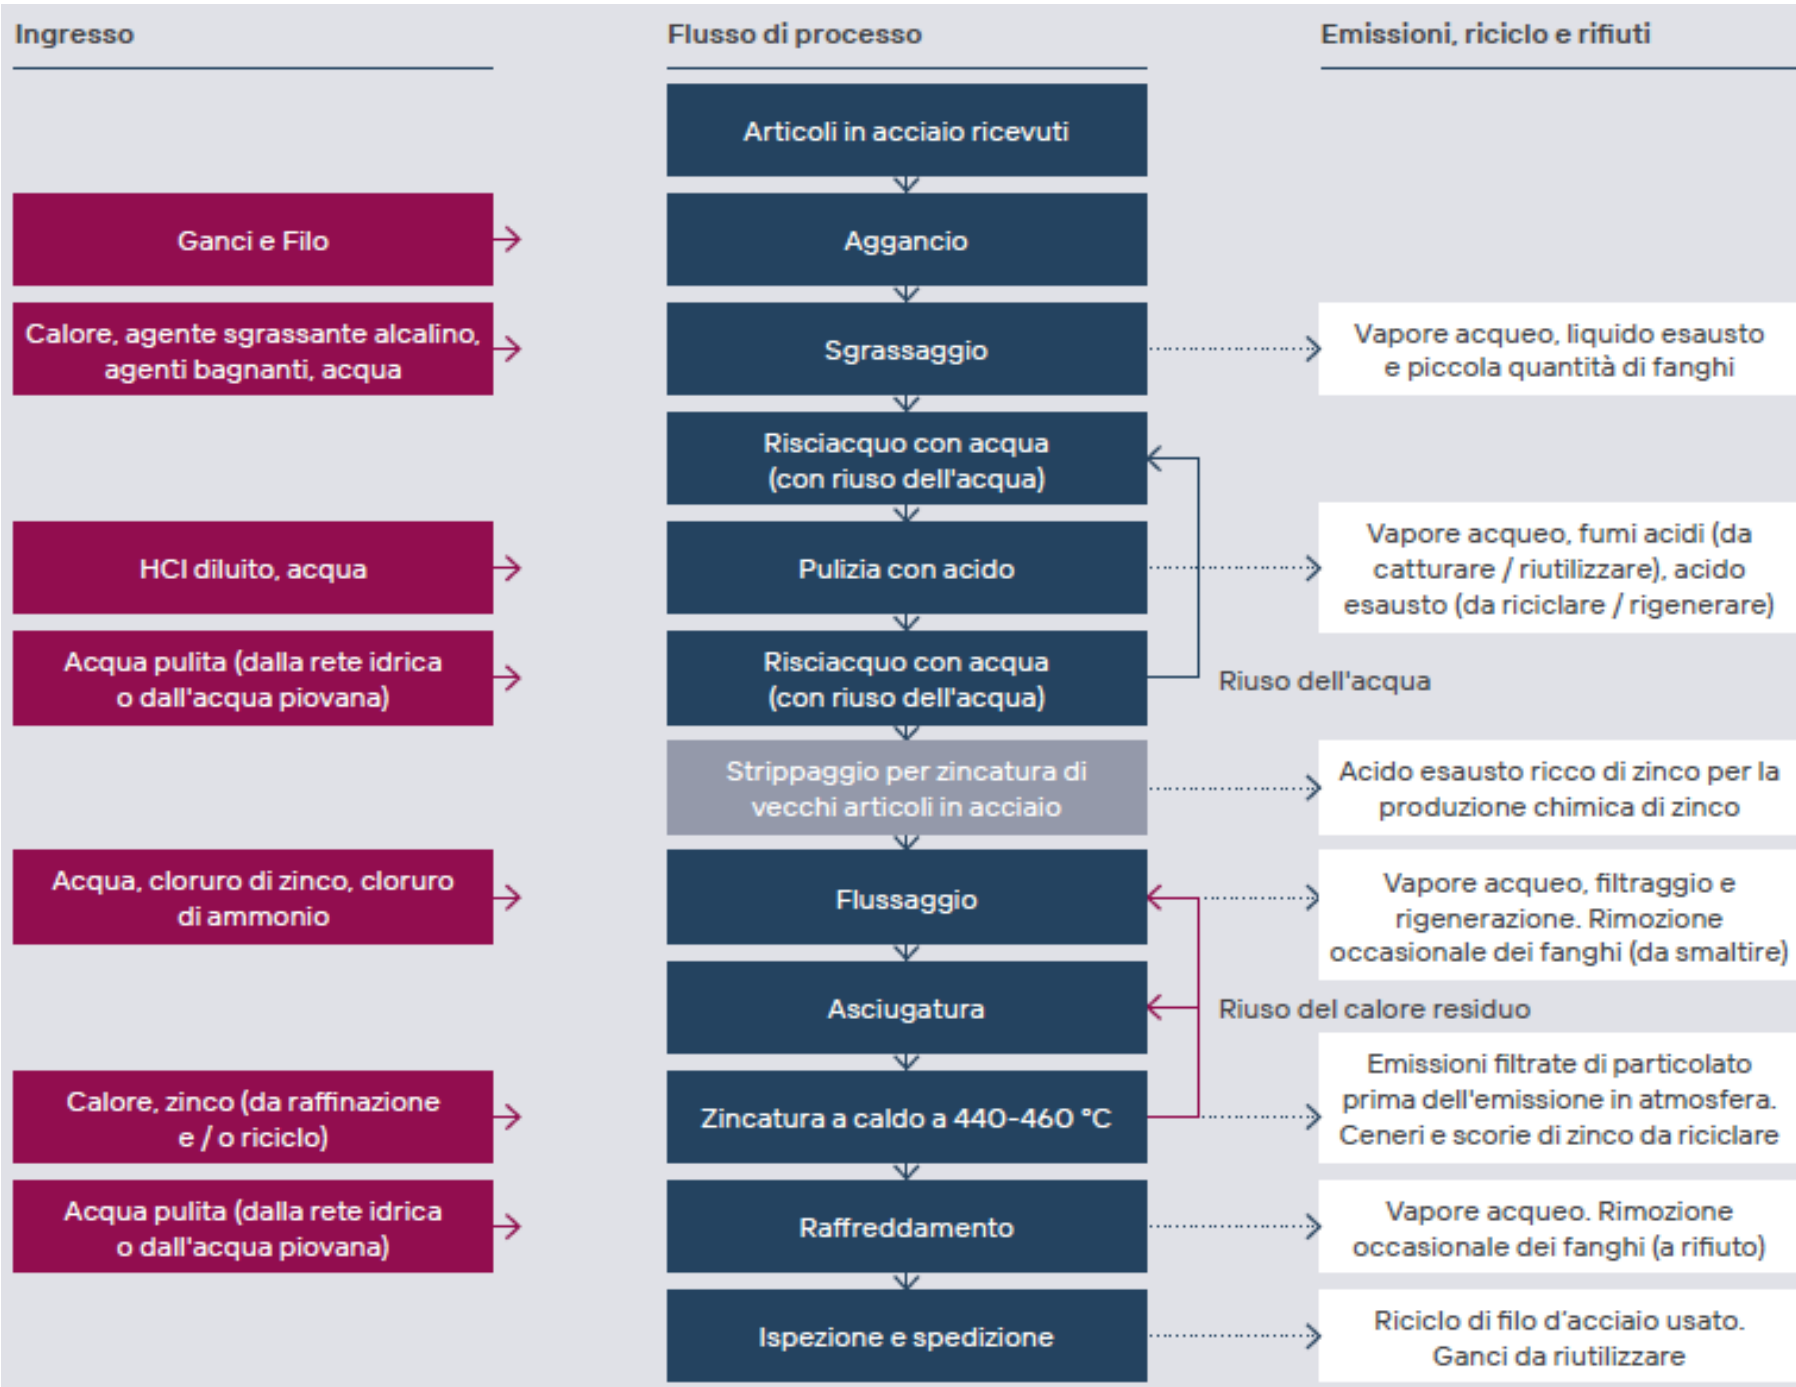 Ingresso
Flusso di processo
Emissioni, riciclo e rifiuti
Articoli in acciaio ricevuti
Ganci e Filo
Aggancio
Calore, agente sgrassante alcalino,
agenti bagnanti, acqua
Sgrassaggio
Vapore acqueo, liquido esausto
e piccola quantità di fanghi
Risciacquo con acqua
(con riuso dell'acqua)
HCl diluito, acqua
Pulizia con acido
Vapore acqueo, fumi acidi (da
catturare / riutilizzare), acido
esausto (da riciclare / rigenerare)
Acqua pulita (dalla rete idrica
o dall'acqua piovana)
Risciacquo con acqua
(con riuso dell'acqua)
Riuso dell'acqua
Strippaggio per zincatura di
vecchi articoli in acciaio
Acido esausto ricco di zinco per la
produzione chimica di zinco
Acqua, cloruro di zinco, cloruro
di ammonio
Flussaggio
Vapore acqueo, filtraggio e
rigenerazione. Rimozione
occasionale dei fanghi (da smaltire)
Asciugatura
Riuso del calore residuo
Calore, zinco (da raffinazione
e / o riciclo)
Zincatura a caldo a 440-460 °C
Emissioni filtrate di particolato
prima dell'emissione in atmosfera.
Ceneri e scorie di zinco da riciclare
Acqua pulita (dalla rete idrica
o dall'acqua piovana)
Raffreddamento
Vapore acqueo. Rimozione
occasionale dei fanghi (a rifiuto)
Ispezione e spedizione
Riciclo di filo d'acciaio usato.
Ganci da riutilizzare